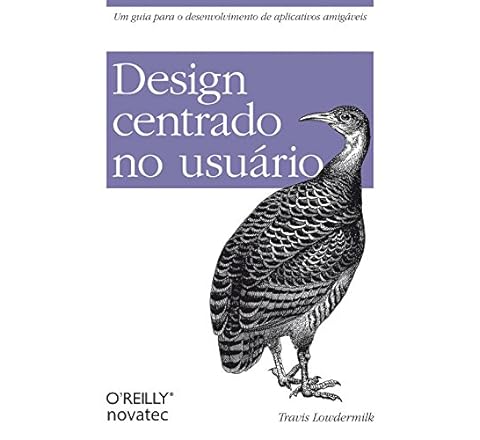 Um guia para o desenvolvimento de aplicativos amigáveis
Design
centrado
no usuário
O'REILLY®
novatec
Travis Lowdermilk